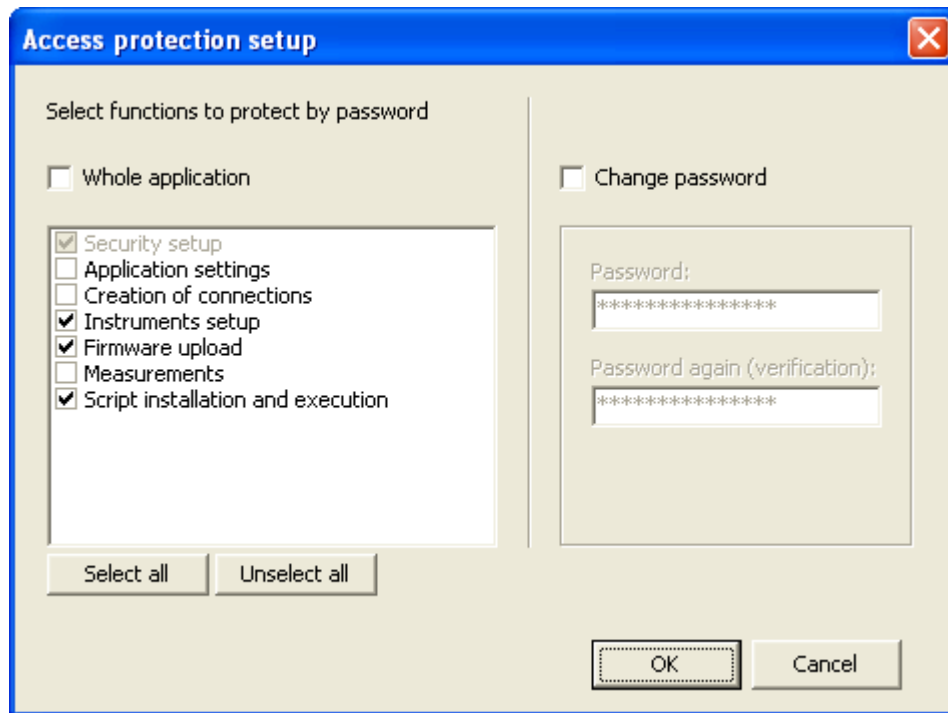 Access protection setup
Select functions to protect by password
Whole application
Security setup
Application settings
Creation of connections
Instruments setup
Firmware upload
Measurements
Script installation and execution
Select all
Unselect all
Change password
Password:
***************
Password again (verification):
***************
OK
Cancel